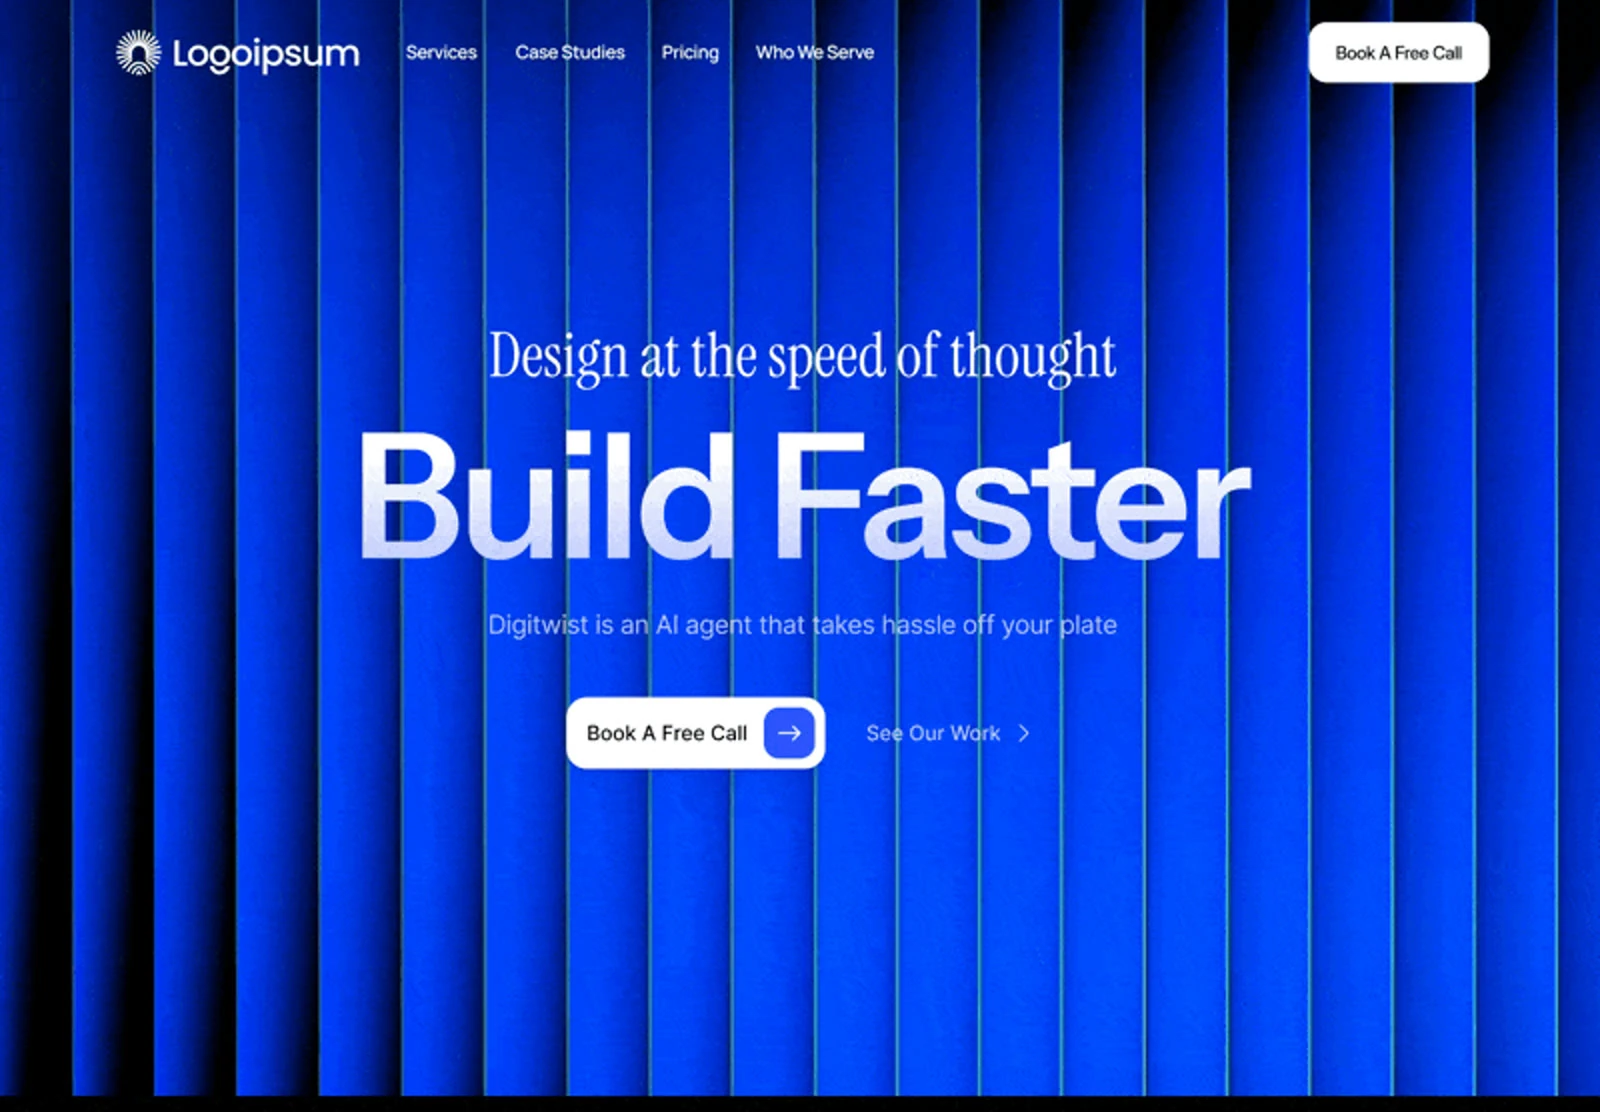 Logoipsum
Services
Case Studies
Pricing
Who We Serve
Book A Free Call
Design at the speed of thought
Build Faster
Digitwist is an AI agent that takes hassle off your plate
Book A Free Call
See Our Work